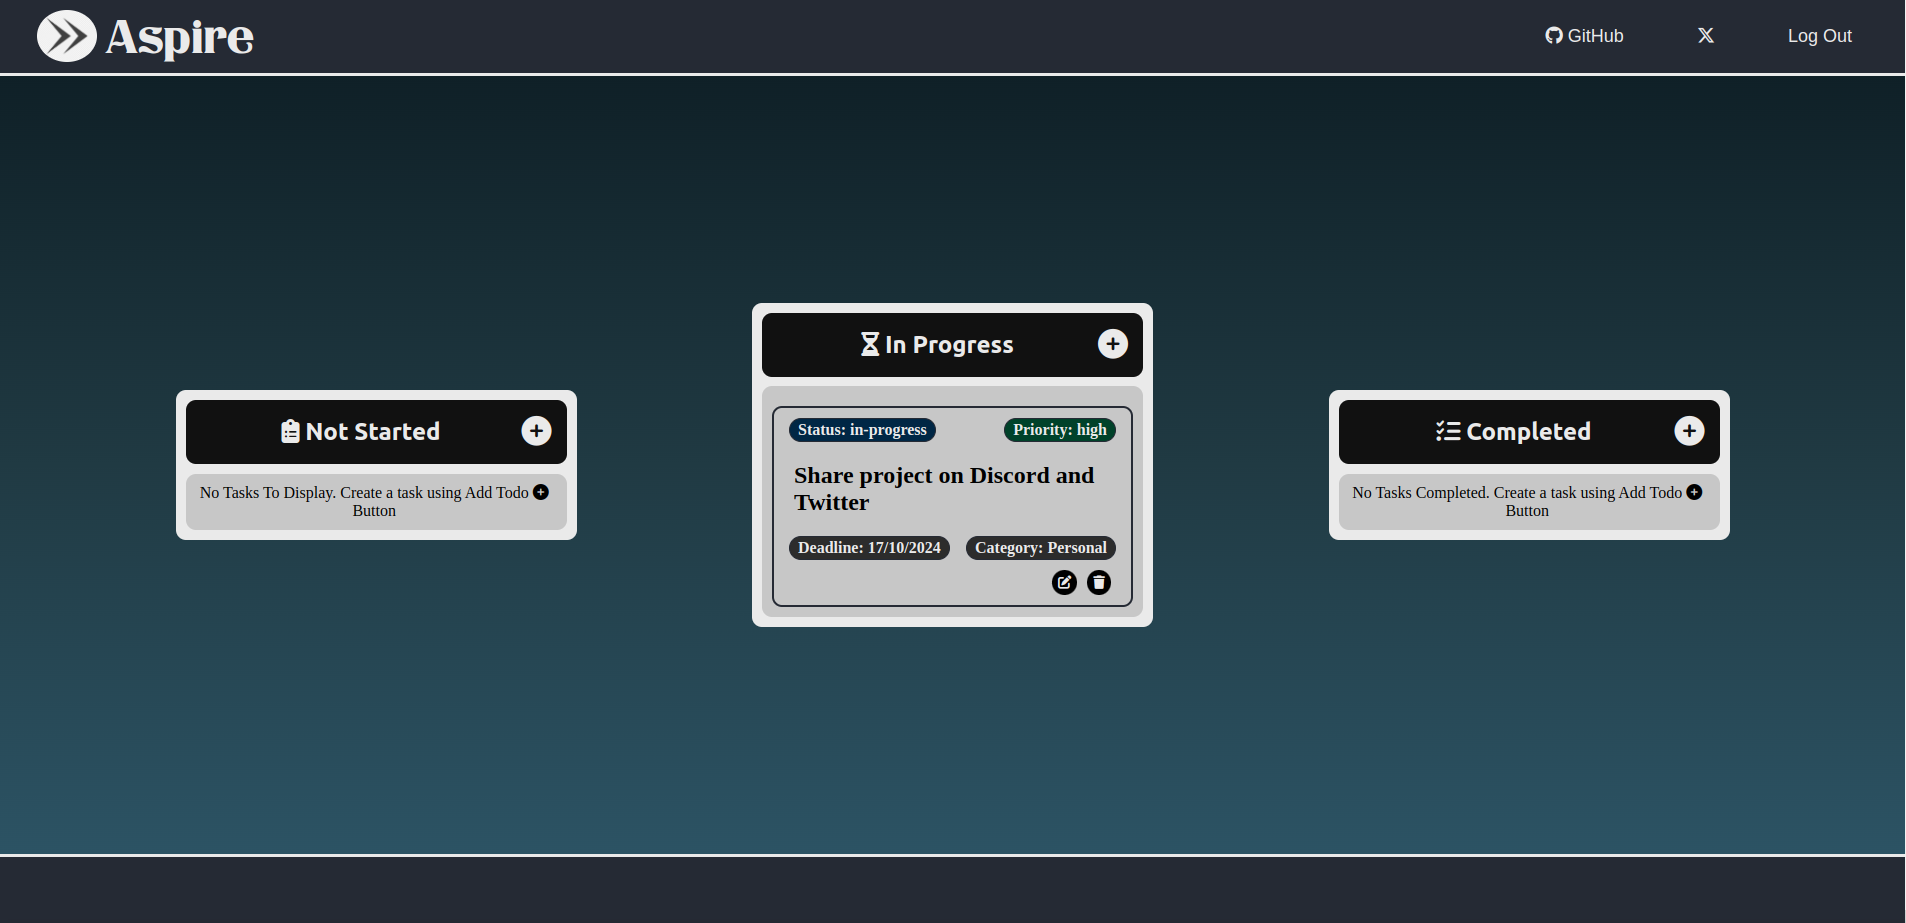 Aspire
GitHub
Log Out
Not Started
No Tasks To Display. Create a task using Add Todo
Button
In Progress
Status: in-progress
Priority: high
Share project on Discord and
Twitter
Deadline: 17/10/2024
Category: Personal
Completed
No Tasks Completed. Create a task using Add Todo
Button